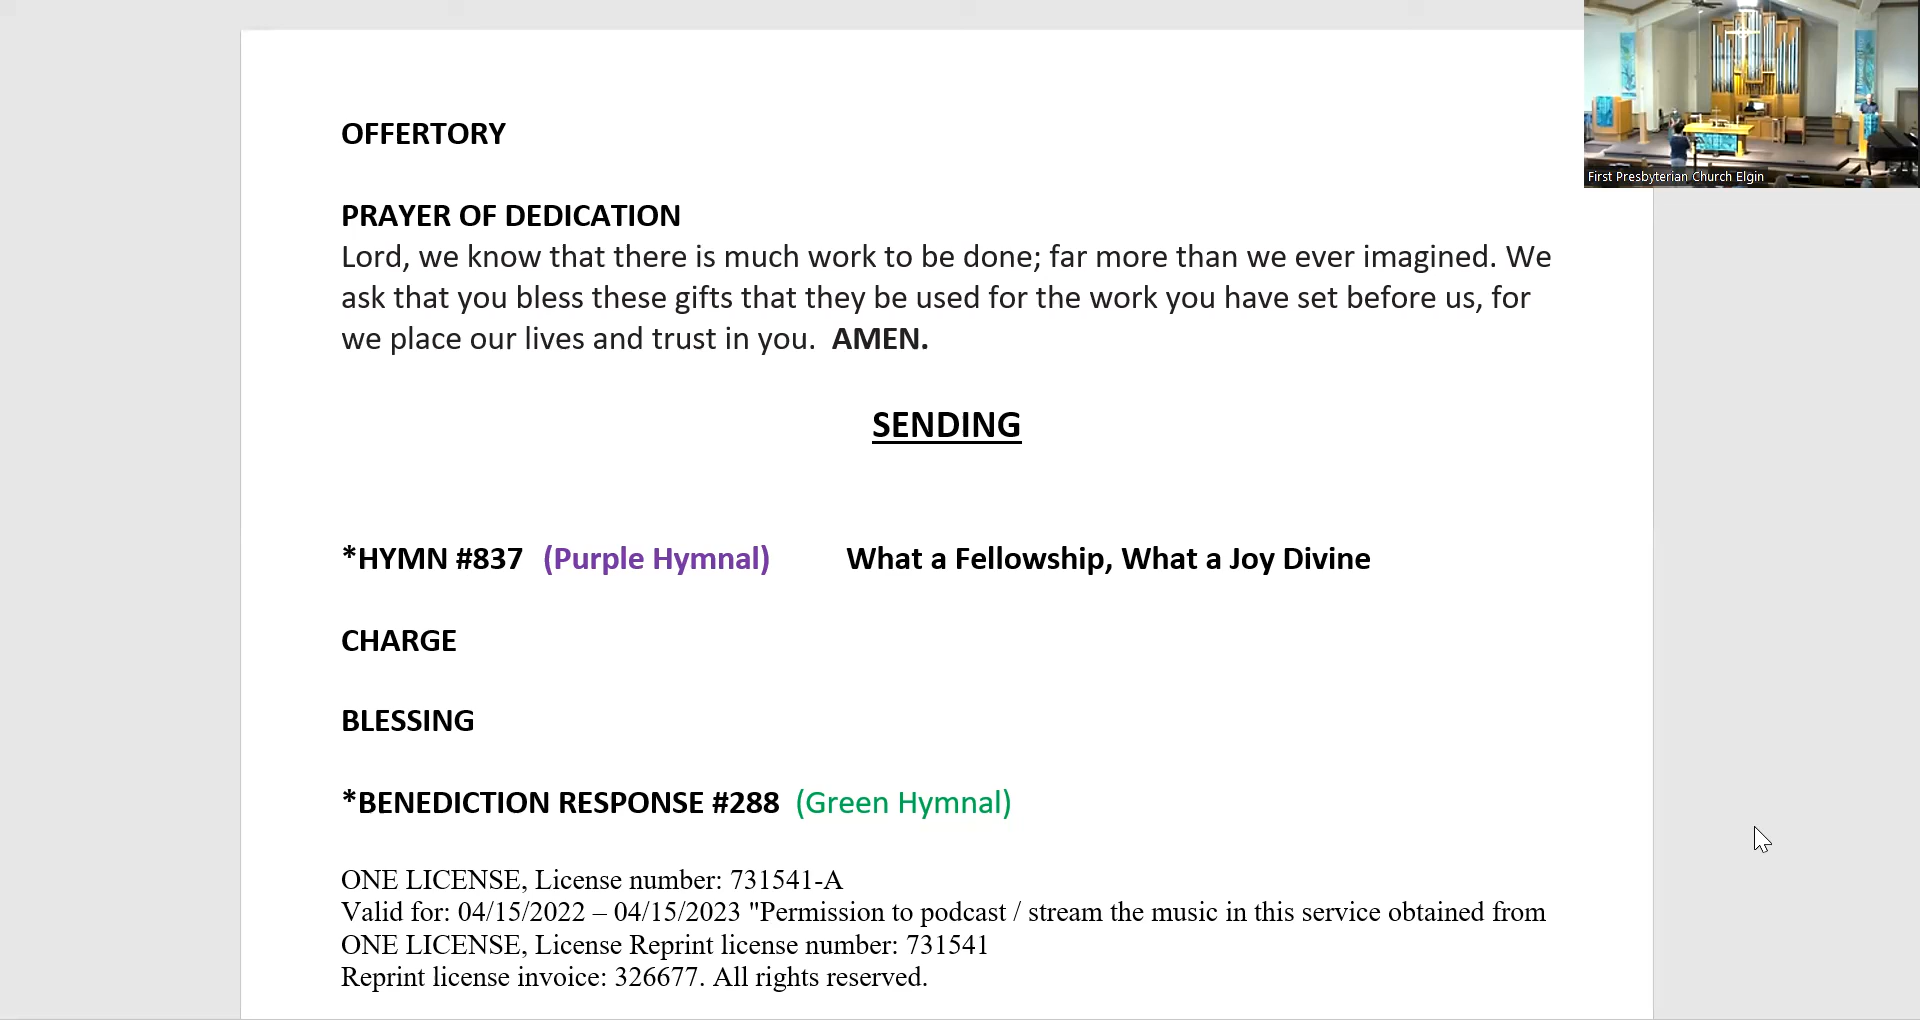 OFFERTORY
PRAYER OF DEDICATION
Lord, we know that there is much work to be done; far more than we ever imagined. We
ask that you bless these gifts that they be used for the work you have set before us, for
we place our lives and trust in you.  AMEN.
SENDING
*HYMN #837 (Purple Hymnal) What a Fellowship, What a Joy Divine
CHARGE
BLESSING
*BENEDICTION RESPONSE #288 (Green Hymnal)
ONE LICENSE, License number: 731541-A
Valid for: 04/15/2022 – 04/15/2023 "Permission to podcast / stream the music in this service obtained from
ONE LICENSE, License Reprint license number: 731541
Reprint license invoice: 326677. All rights reserved.
First Presbyterian Church Elgin